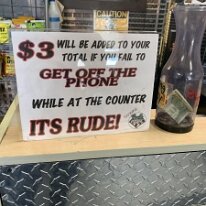 CAUTION
$3 WILL BE ADDED TO YOUR
TOTAL IF YOU FAIL TO
GET OFF THE
PHONE
WHILE AT THE COUNTER
ITS RUDE!